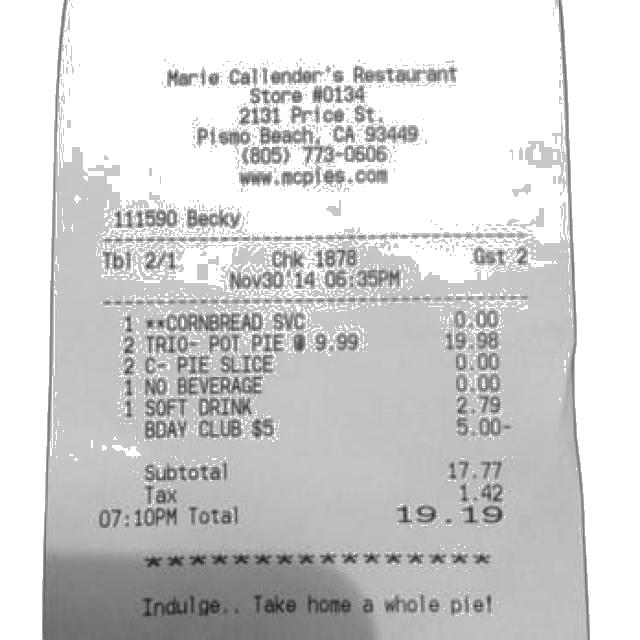 Marie Callender's Restaurant
Store #0134
2131 Price St.
Pismo Beach, CA 93449
(805) 773-0606
www.mcpies.com
111590 Becky
Tbl 2/1 Chk 1878 Gst 2
Nov30'14 06:35PM
1 **CORNBREAD SVC 0.00
2 TRIO- POT PIE @ 9.99 19.98
2 C- PIE SLICE 0.00
1 NO BEVERAGE 0.00
1 SOFT DRINK 2.79
BDAY CLUB $5 5.00-
Subtotal 17.77
Tax 1.42
07:10PM Total 19.19
****************
Indulge.. Take home a whole pie!